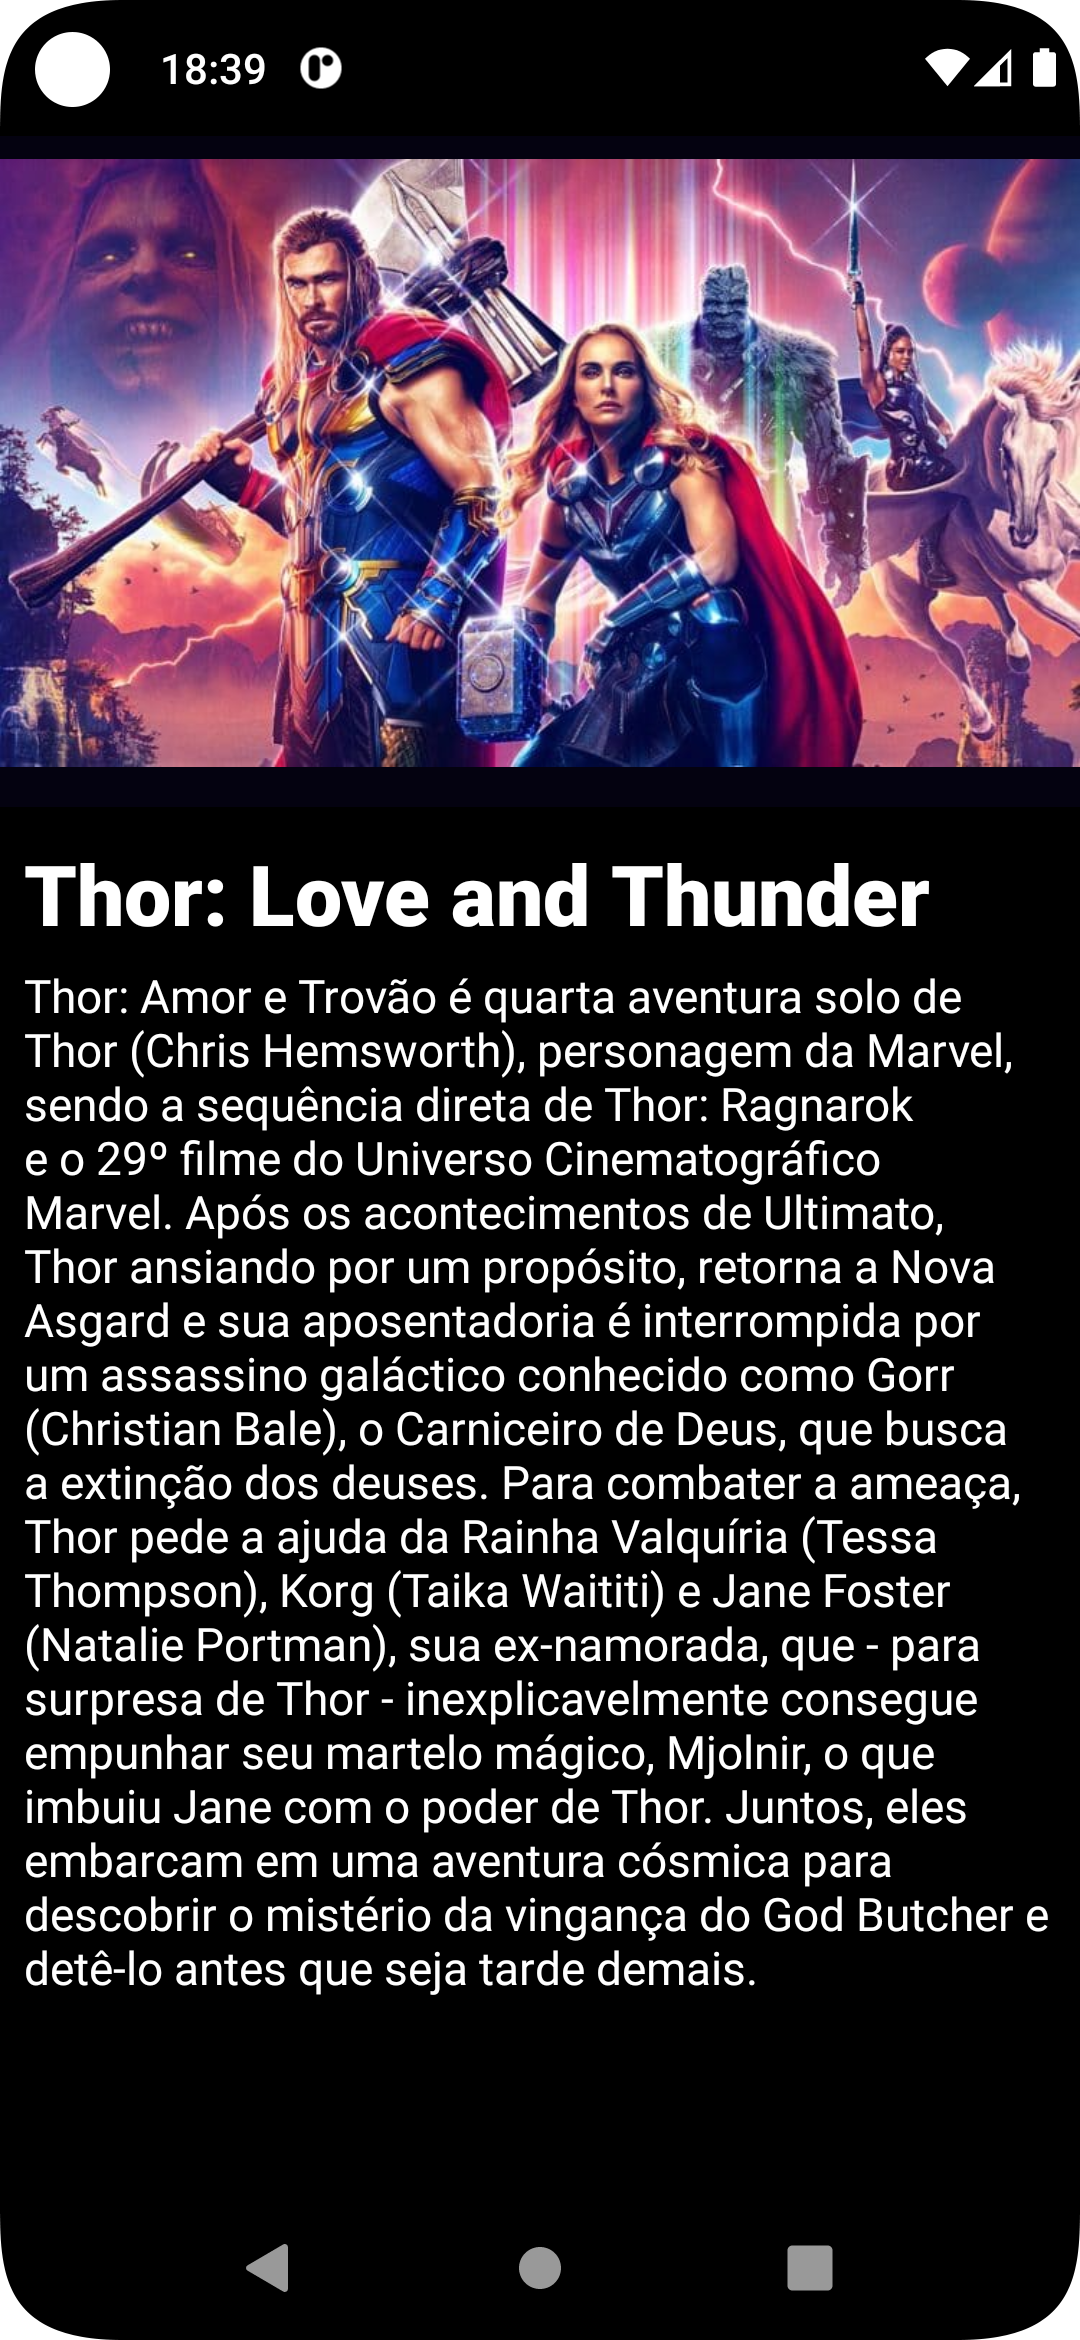 18:39
Thor: Love and Thunder
Thor: Amor e Trovão é quarta aventura solo de
Thor (Chris Hemsworth), personagem da Marvel,
sendo a sequência direta de Thor: Ragnarok
e o 29º filme do Universo Cinematográfico
Marvel. Após os acontecimentos de Ultimato,
Thor ansiando por um propósito, retorna a Nova
Asgard e sua aposentadoria é interrompida por
um assassino galáctico conhecido como Gorr
(Christian Bale), o Carniceiro de Deus, que busca
a extinção dos deuses. Para combater a ameaça,
Thor pede a ajuda da Rainha Valquíria (Tessa
Thompson), Korg (Taika Waititi) e Jane Foster
(Natalie Portman), sua ex-namorada, que - para
surpresa de Thor - inexplicavelmente consegue
empunhar seu martelo mágico, Mjolnir, o que
imbuiu Jane com o poder de Thor. Juntos, eles
embarcam em uma aventura cósmica para
descobrir o mistério da vingança do God Butcher e
detê-lo antes que seja tarde demais.